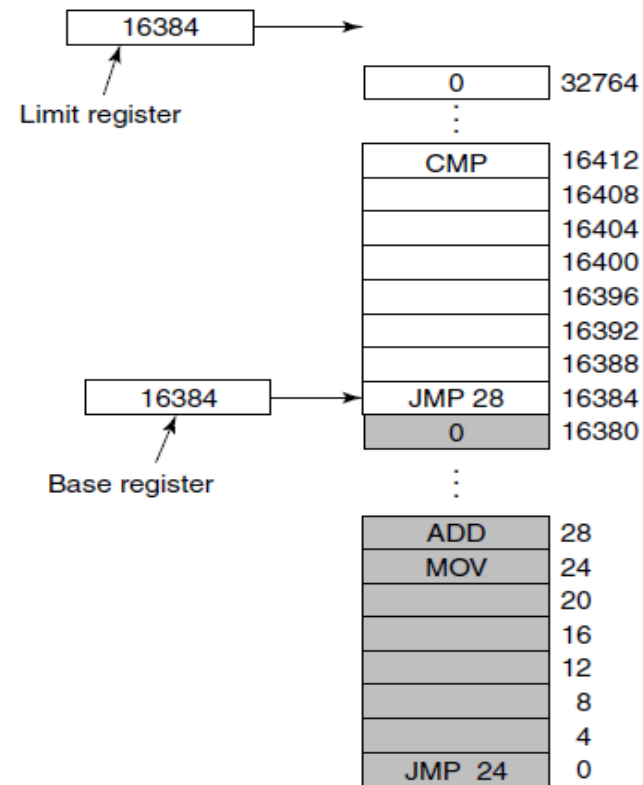 16384
Limit register
0 32764
CMP 16412
16408
16404
16400
16396
16392
16388
16384 JMP 28 16384
0 16380
Base register
ADD 28
MOV 24
20
16
12
8
4
JMP 24 0